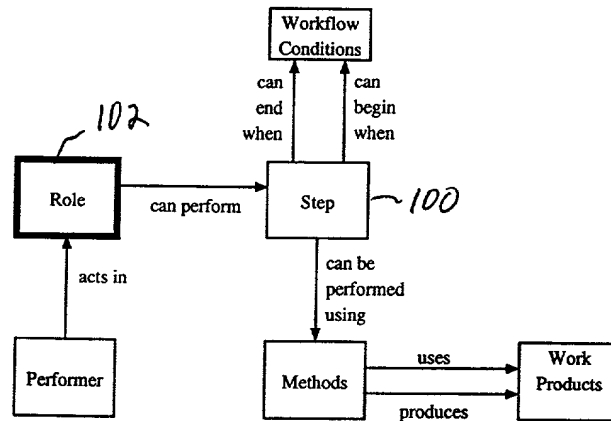 Workflow
Conditions
can
end
when
can
begin
when
102
Role
can perform
Step
100
acts in
can be
performed
using
Performer
Methods
uses
produces
Work
Products